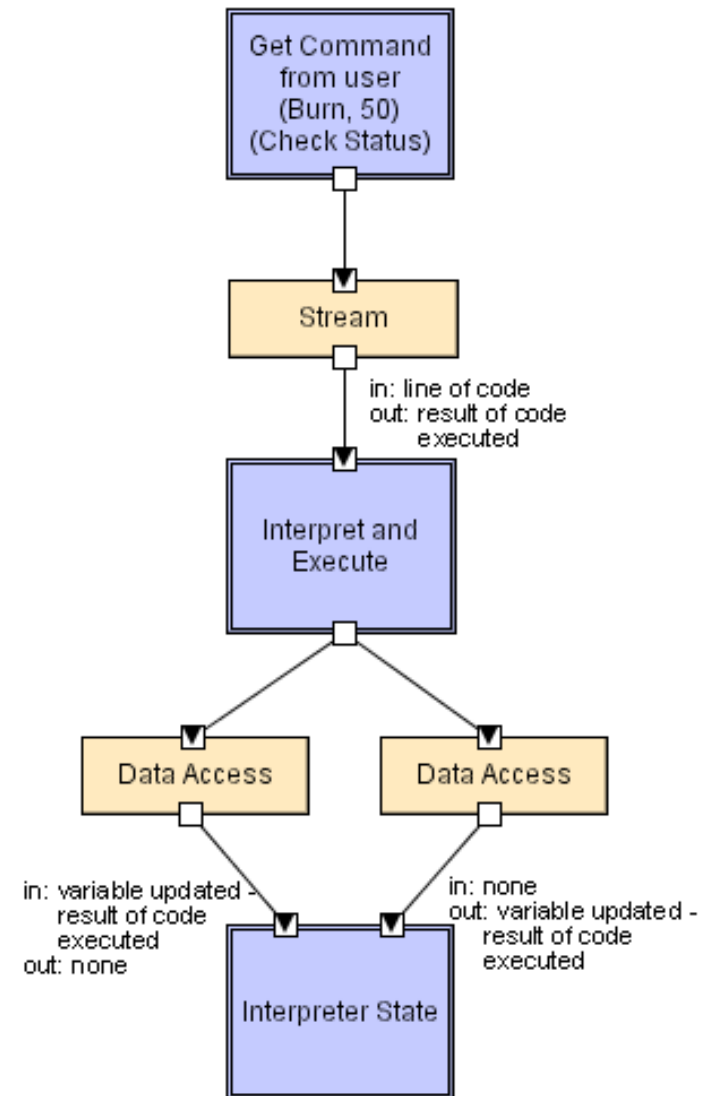 Get Command
from user
(Burn, 50)
(Check Status)
Stream
in: line of code
out: result of code
executed
Interpret and
Execute
Data Access
Data Access
in: variable updated -
result of code
executed
out: none
in: none
out: variable updated -
result of code
executed
Interpreter State